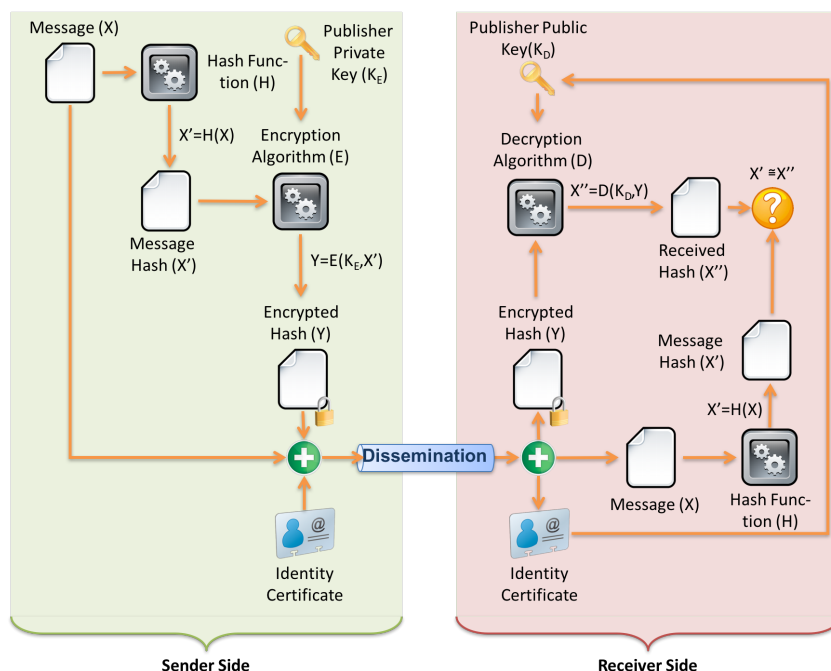 Message (X)
Hash Func-
tion (H)
Publisher
Private
Key (KE)
X'=H(X)
Encryption
Algorithm (E)
Message
Hash (X')
Y=E(KE,X')
Encrypted
Hash (Y)
Identity
Certificate
Sender Side
Dissemination
Publisher Public
Key(KD)
Decryption
Algorithm (D)
X''=D(KD,Y)
X' ≅X''
?
Received
Hash (X'')
Encrypted
Hash (Y)
Message
Hash (X')
X'=H(X)
Message (X)
Hash Func-
tion (H)
@
Identity
Certificate
Receiver Side
@